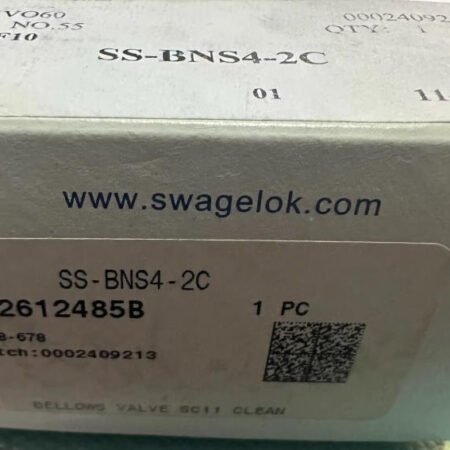 VO60 00024092
NO.55 QTY: 1
F10
SS-BNS4-2C
01 11
www.swagelok.com
SS-BNS4-2C
2612485B 1 PC
8-678
tch:0002409213
BELLOWS VALVE SC11 CLEAN